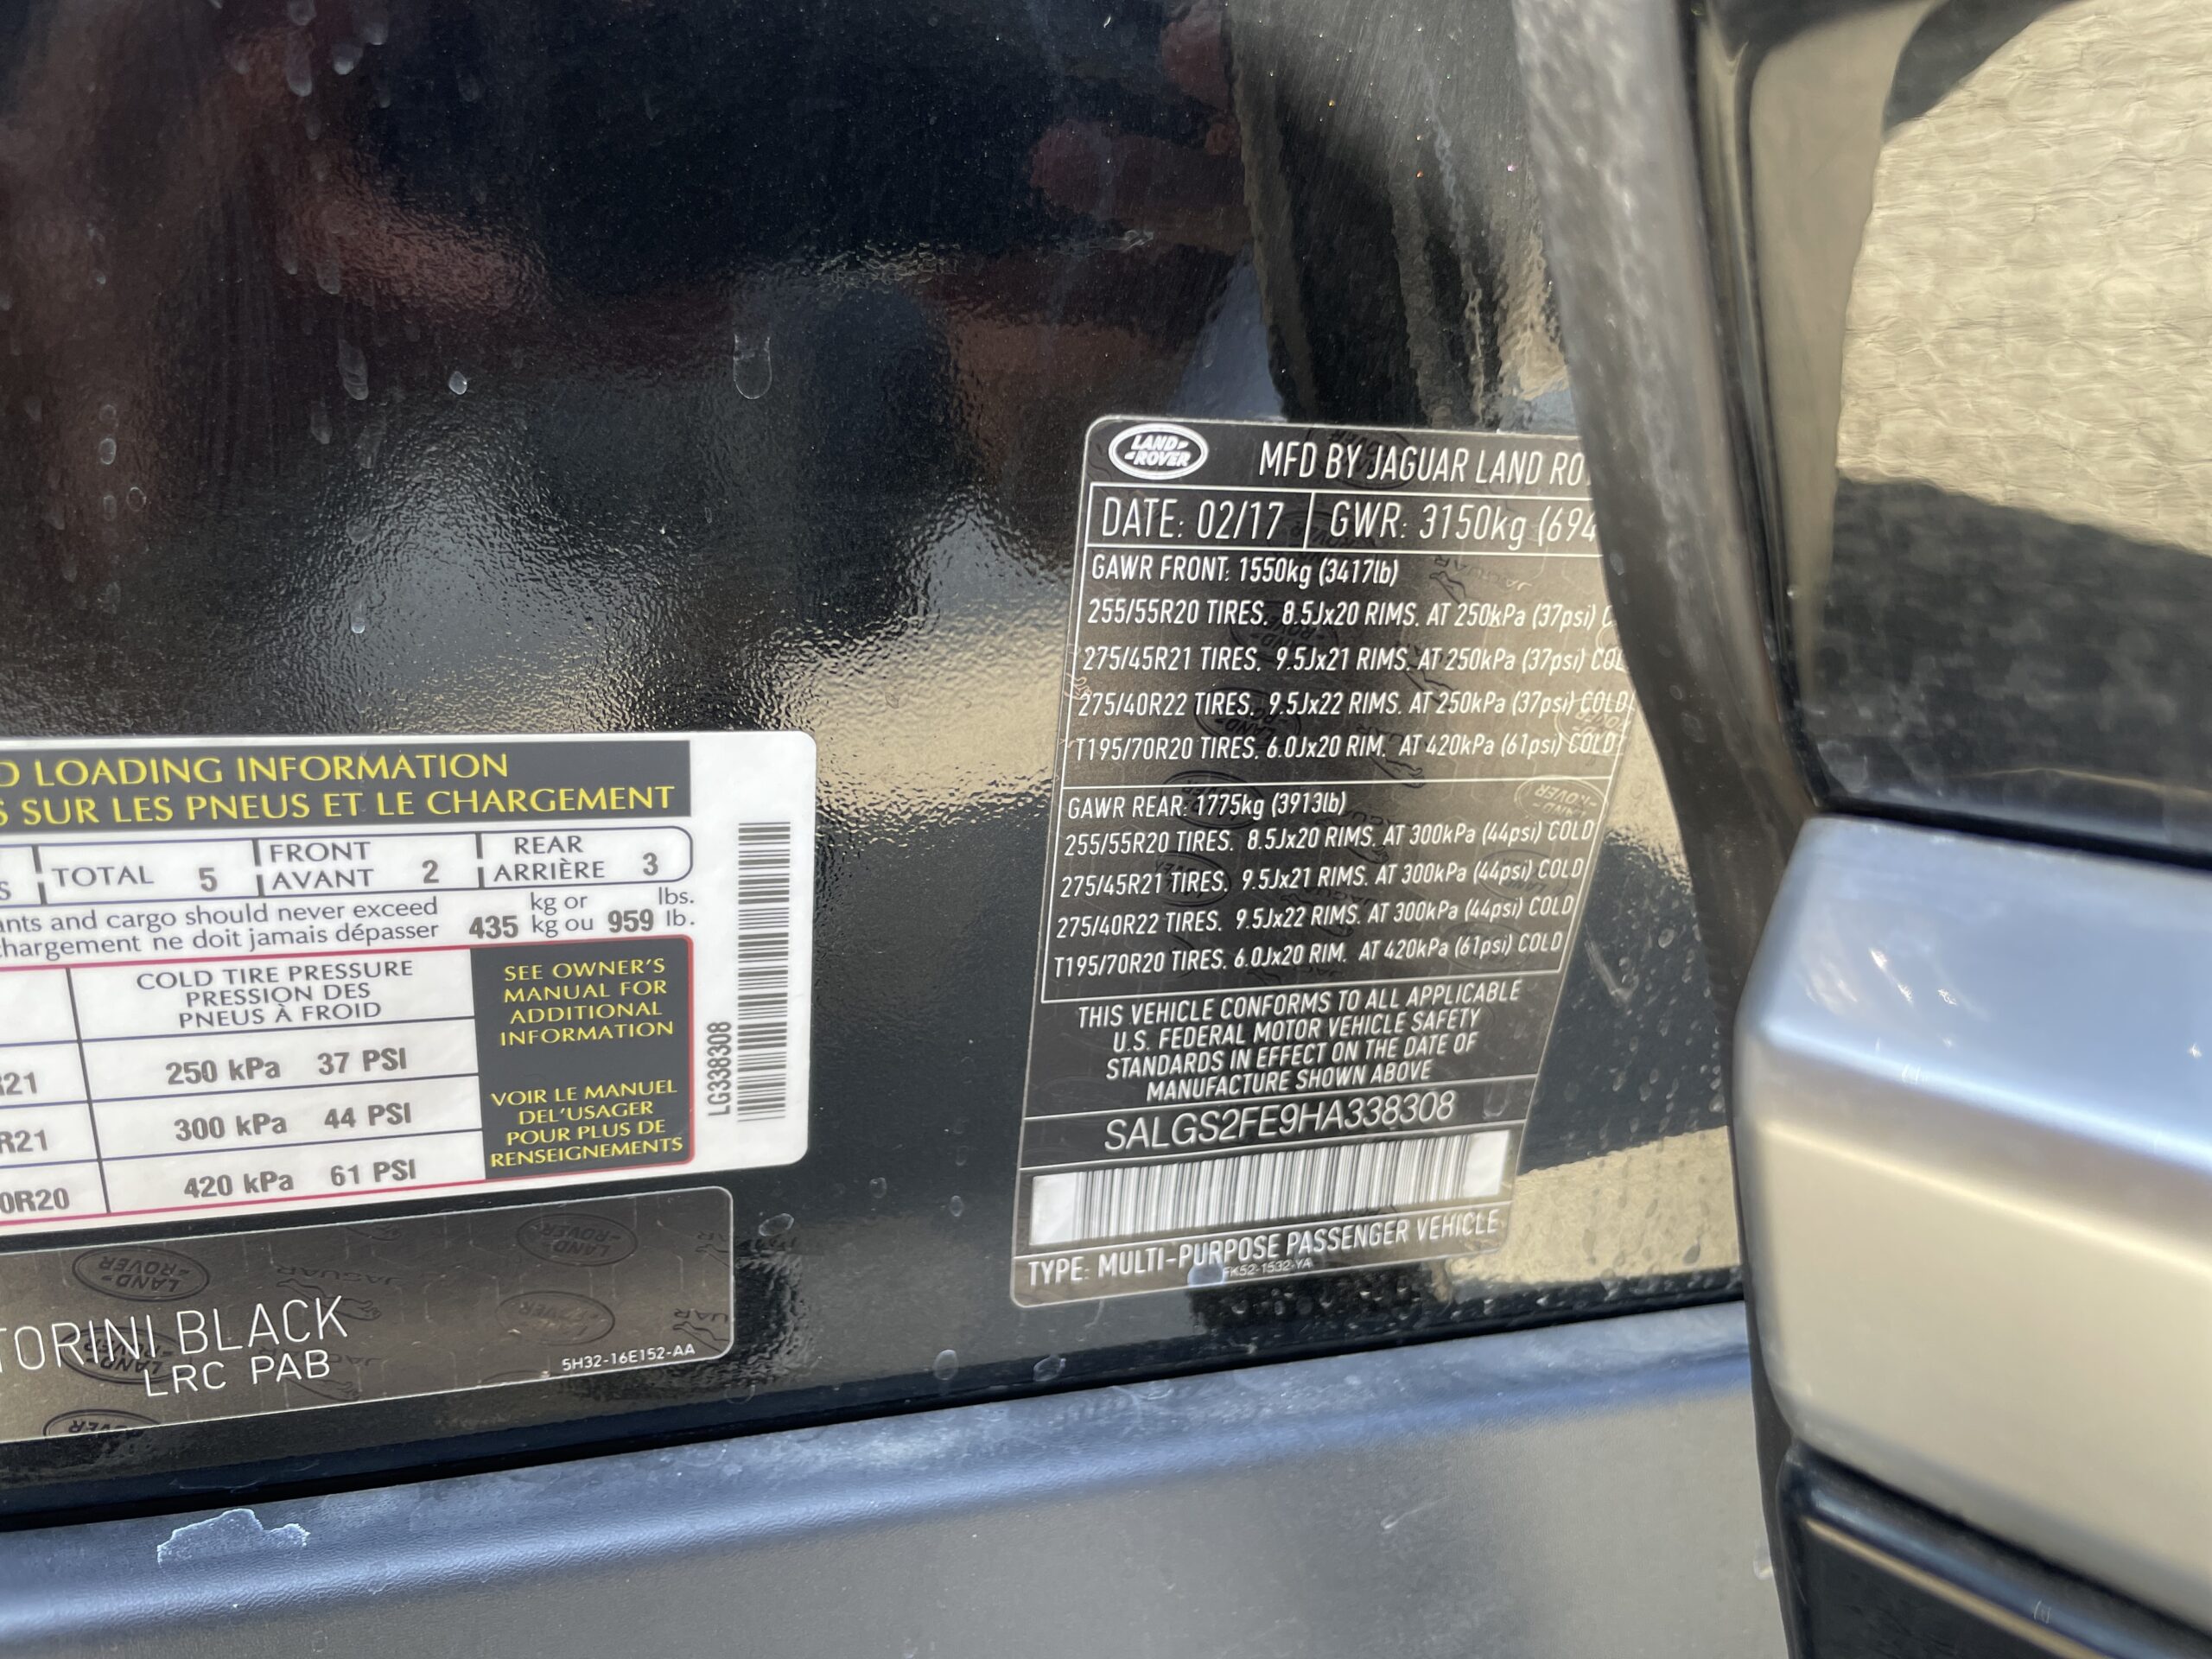 LAND ROVER
MFD BY JAGUAR LAND
DATE: 02/17 GWR: 3150kg
GAWR FRONT: 1550kg (3417lb)
255/55R20 TIRES. 8.5Jx20 RIMS. AT 250kPa (37psi)
275/45R21 TIRES. 9.5Jx21 RIMS. AT 250kPa (37psi)
275/40R22 TIRES. 9.5Jx22 RIMS. AT 250kPa (37psi) COLD
T195/70R20 TIRES. 6.0Jx20 RIM. AT 420kPa (61psi) COLD
GAWR REAR: 1775kg (3913lb)
255/55R20 TIRES. 8.5Jx20 RIMS. AT 300kPa (44psi) COLD
275/45R21 TIRES. 9.5Jx21 RIMS. AT 300kPa (44psi) COLD
275/40R22 TIRES. 9.5Jx22 RIMS. AT 300kPa (44psi) COLD
T195/70R20 TIRES. 6.0Jx20 RIM. AT 420kPa (61psi) COLD
THIS VEHICLE CONFORMS TO ALL APPLICABLE
U.S. FEDERAL MOTOR VEHICLE SAFETY
STANDARDS IN EFFECT ON THE DATE OF
MANUFACTURE SHOWN ABOVE
SALGS2FE9HA338308
TYPE: MULTI-PURPOSE PASSENGER VEHICLE
FK52-1532-YA
LOADING INFORMATION
SUR LES PNEUS ET LE CHARGEMENT
TOTAL 5 FRONT AVANT 2 REAR ARRIÈRE 3
and cargo should never exceed kg or lbs.
chargement ne doit jamais dépasser 435 kg ou 959 lb.
COLD TIRE PRESSURE
PRESSION DES
PNEUS À FROID
R21 250 kPa 37 PSI
R21 300 kPa 44 PSI
0R20 420 kPa 61 PSI
SEE OWNER'S
MANUAL FOR
ADDITIONAL
INFORMATION
VOIR LE MANUEL
DEL'USAGER
POUR PLUS DE
RENSEIGNEMENTS
LG338308
TORINI BLACK
LRC PAB
5H32-16E152-AA